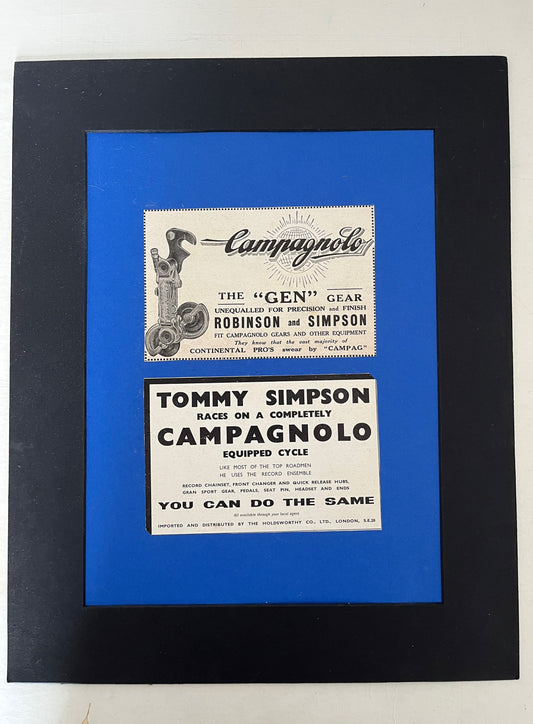 Campagnolo
THE "GEN" GEAR
UNEQUALLED FOR PRECISION and FINISH
ROBINSON and SIMPSON
FIT CAMPAGNOLO GEARS AND OTHER EQUIPMENT
They know that the vast majority of
CONTINENTAL PRO'S swear by "CAMPAG"
TOMMY SIMPSON
RACES ON A COMPLETELY
CAMPAGNOLO
EQUIPPED CYCLE
LIKE MOST OF THE TOP ROADMEN
HE USES THE RECORD ENSEMBLE
RECORD CHAINSET, FRONT CHANGER AND QUICK RELEASE HUBS,
GRAN SPORT GEAR, PEDALS, SEAT PIN, HEADSET AND ENDS
YOU CAN DO THE SAME
All available through your local agent
IMPORTED AND DISTRIBUTED BY THE HOLDSWORTHY CO., LTD., LONDON, S.E.20